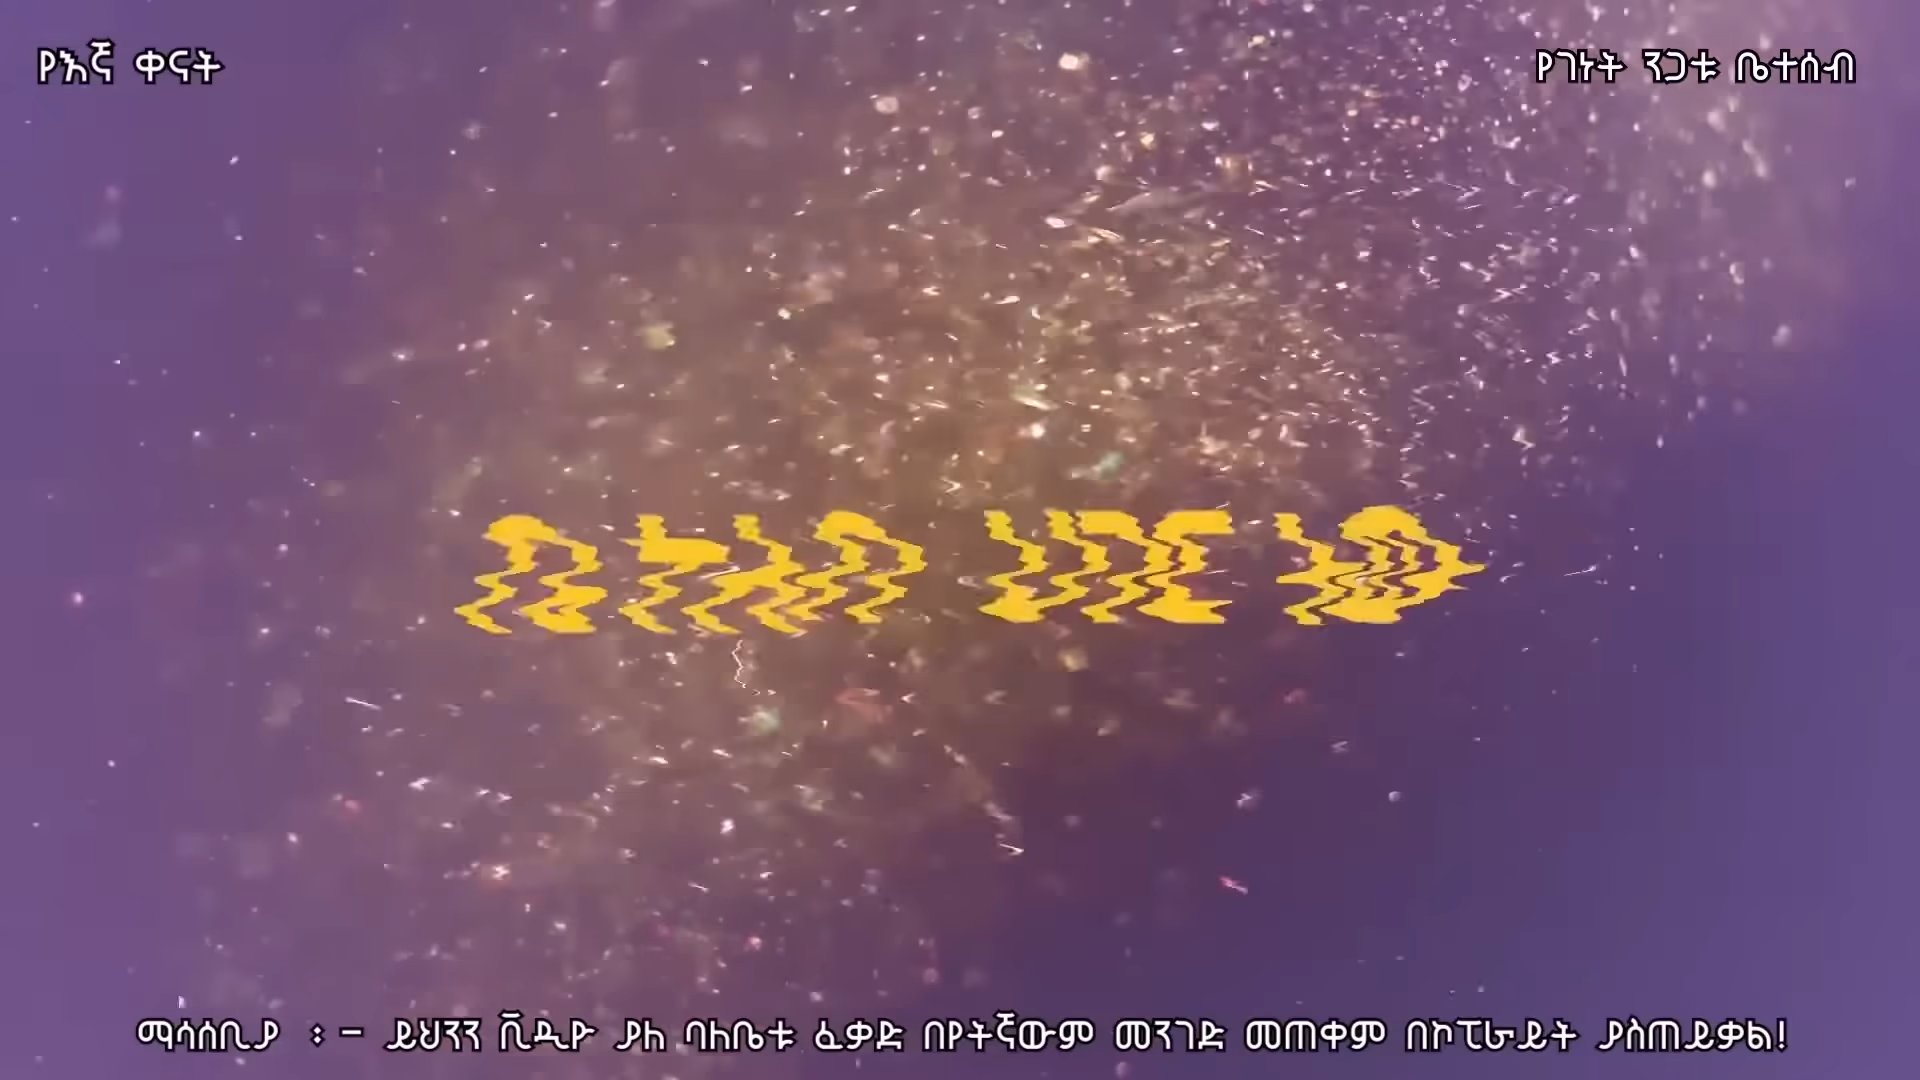 የእኛ ቀናት
የገነት ንጋቱ ቤተሰብ
ማሳሰቢያ ፡ - ይህንን ቪዲዮ ያለ ባለቤቱ ፈቃድ በየትኛውም መንገድ መጠቀም በኮፒራይት ያስጠይቃል!